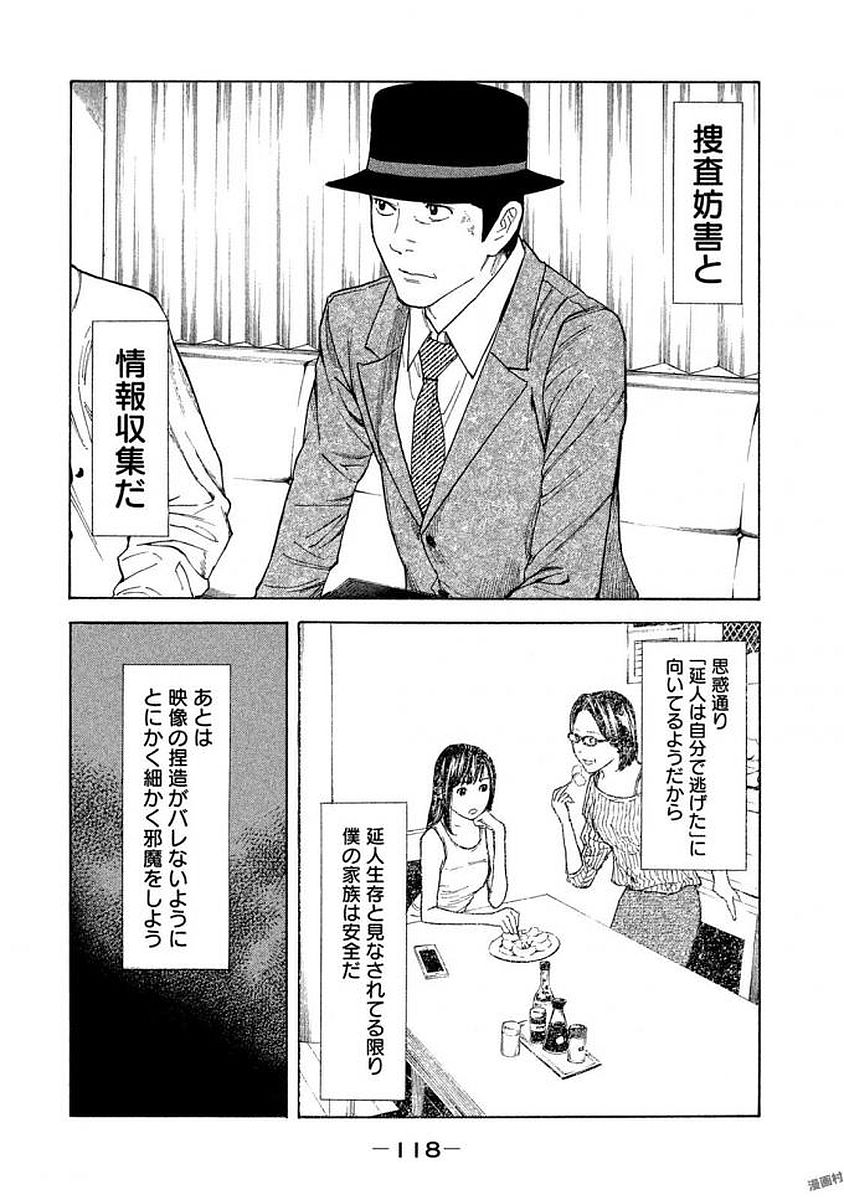 捜査妨害と
情報収集だ
思惑通り
「延人は自分で逃げた」に
向いてるようだから
延人生存と見なされてる限り
僕の家族は安全だ
あとは
映像の捏造がバレないように
とにかく細かく邪魔をしよう
—118—
漫画村